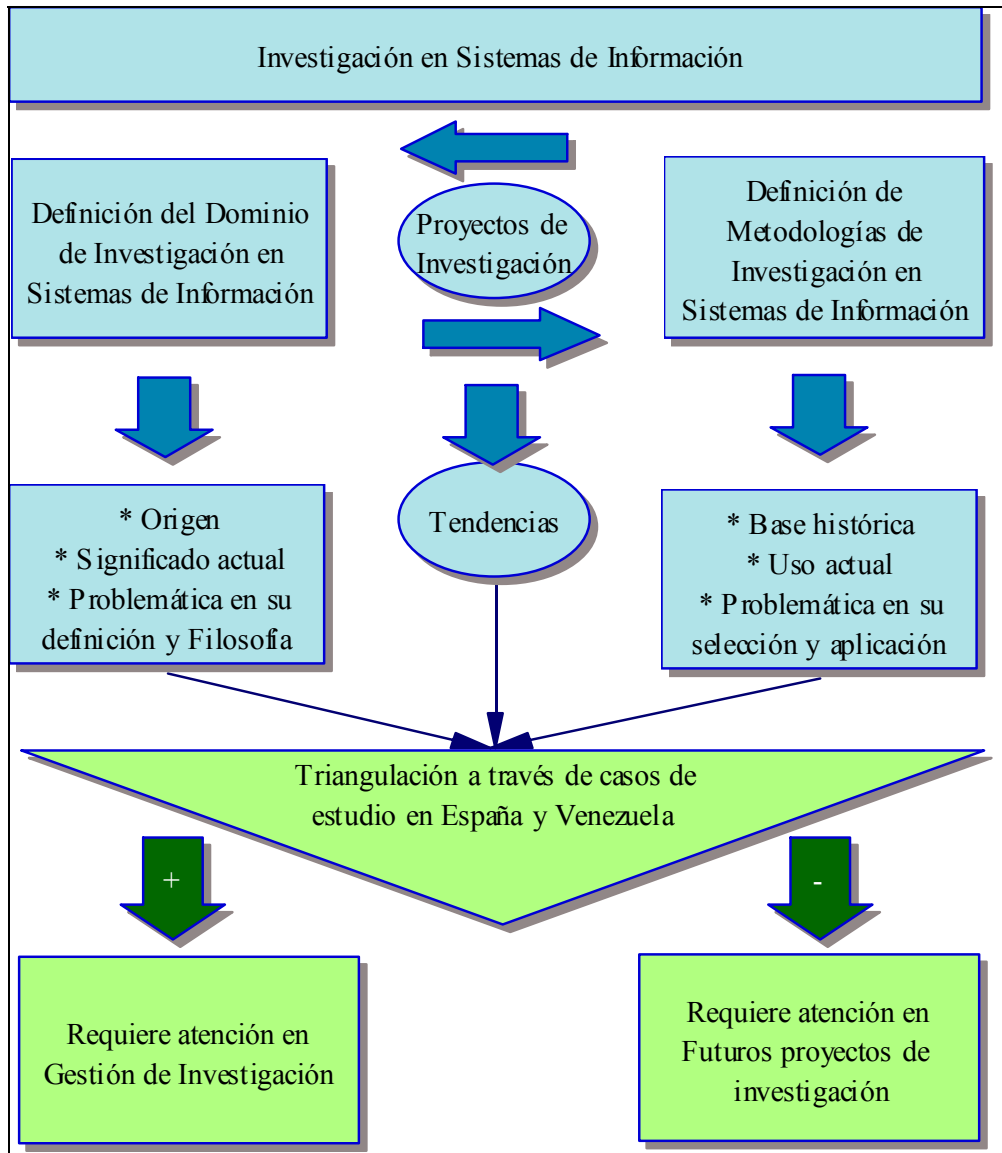 Investigación en Sistemas de Información
Definición del Dominio
de Investigación en
Sistemas de Información
Proyectos de
Investigación
Definición de
Metodologías de
Investigación en
Sistemas de Información
* Origen
* Significado actual
* Problemática en su
definición y Filosofía
Tendencias
* Base histórica
* Uso actual
* Problemática en su
selección y aplicación
Triangulación a través de casos de
estudio en España y Venezuela
+
-
Requiere atención en
Gestión de Investigación
Requiere atención en
Futuros proyectos de
investigación